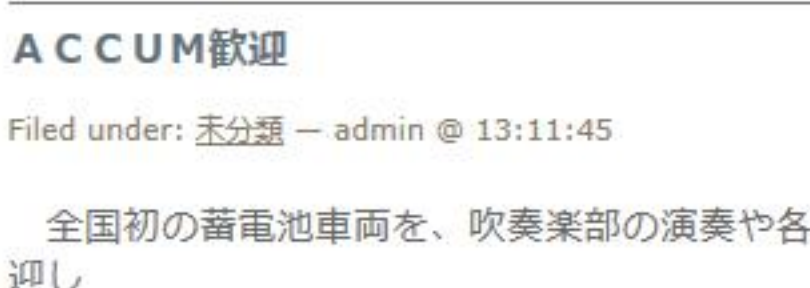 ＡＣＣＵＭ歓迎
Filed under: 未分類 — admin @ 13:11:45
　全国初の蓄電池車両を、吹奏楽部の演奏や各
迎し